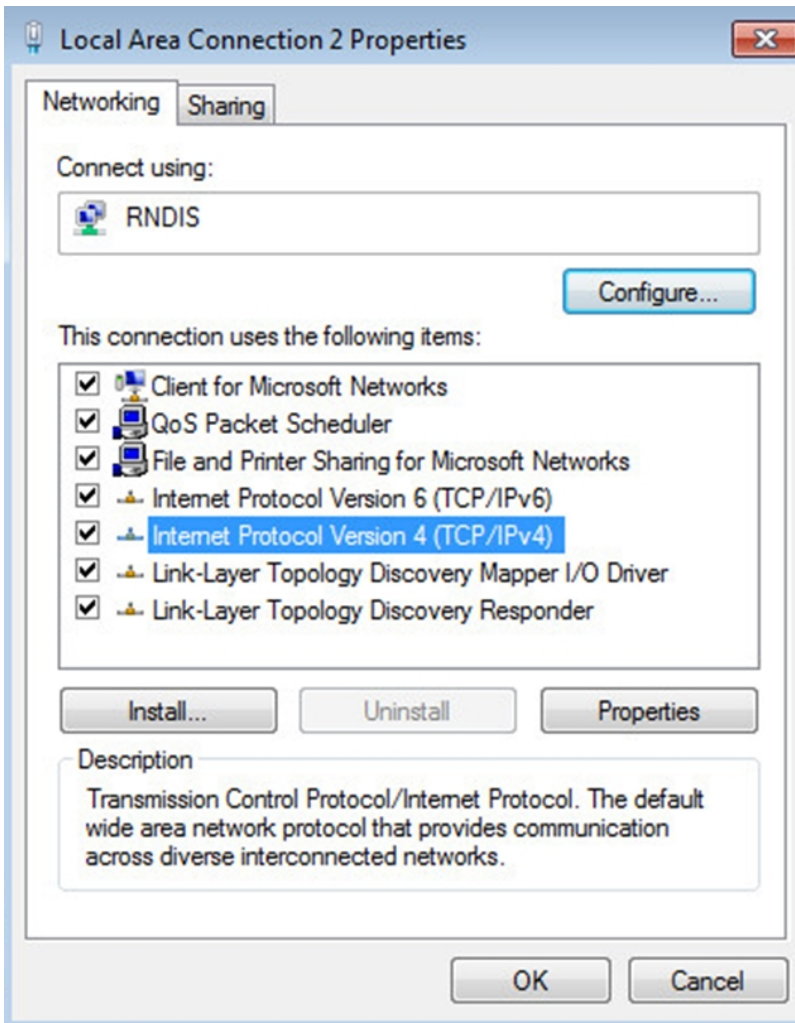 Local Area Connection 2 Properties
Networking
Sharing
Connect using:
RNDIS
Configure...
This connection uses the following items:
Client for Microsoft Networks
QoS Packet Scheduler
File and Printer Sharing for Microsoft Networks
Internet Protocol Version 6 (TCP/IPv6)
Internet Protocol Version 4 (TCP/IPv4)
Link-Layer Topology Discovery Mapper I/O Driver
Link-Layer Topology Discovery Responder
Install...
Uninstall
Properties
Description
Transmission Control Protocol/Internet Protocol. The default
wide area network protocol that provides communication
across diverse interconnected networks.
OK
Cancel